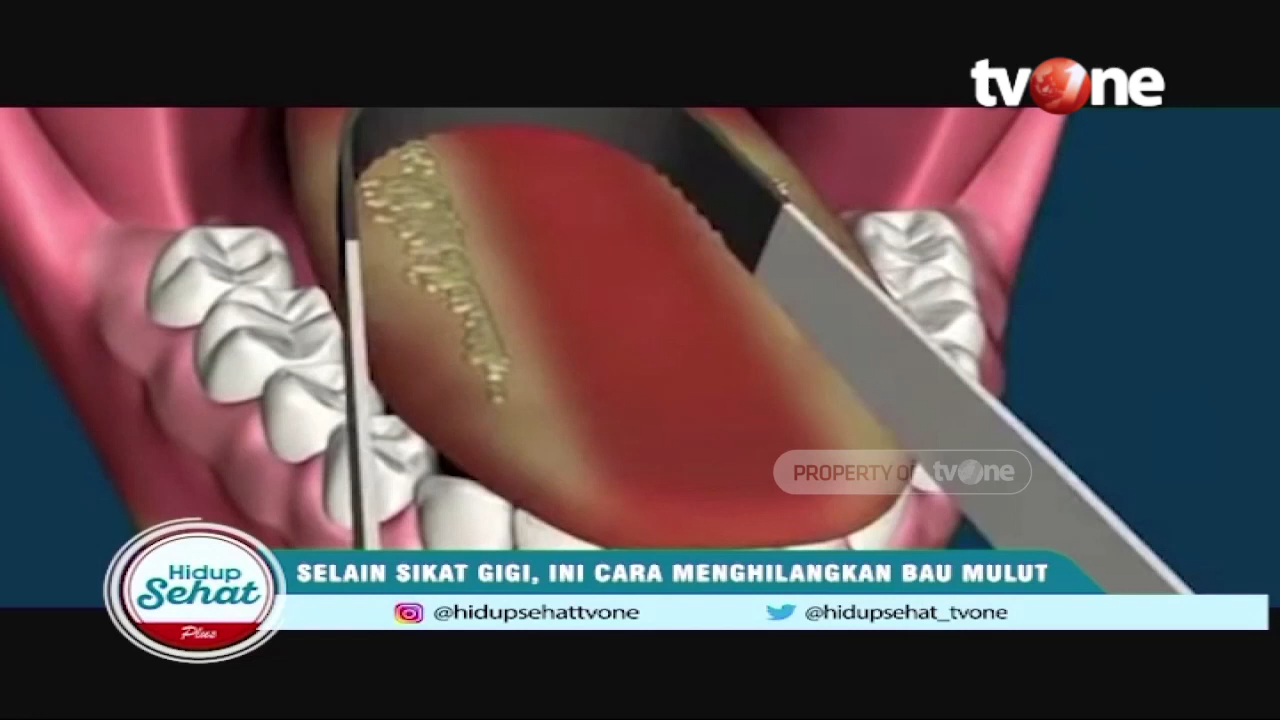 tvOne
PROPERTY OF tvOne
Hidup
Sehat
Plus
SELAIN SIKAT GIGI, INI CARA MENGHILANGKAN BAU MULUT
@hidupsehattvone
@hidupsehat_tvone